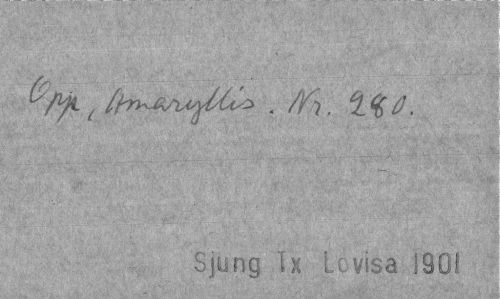 Opp, Amaryllis. Nr. 280.
Sjung Tx Lovisa 1901